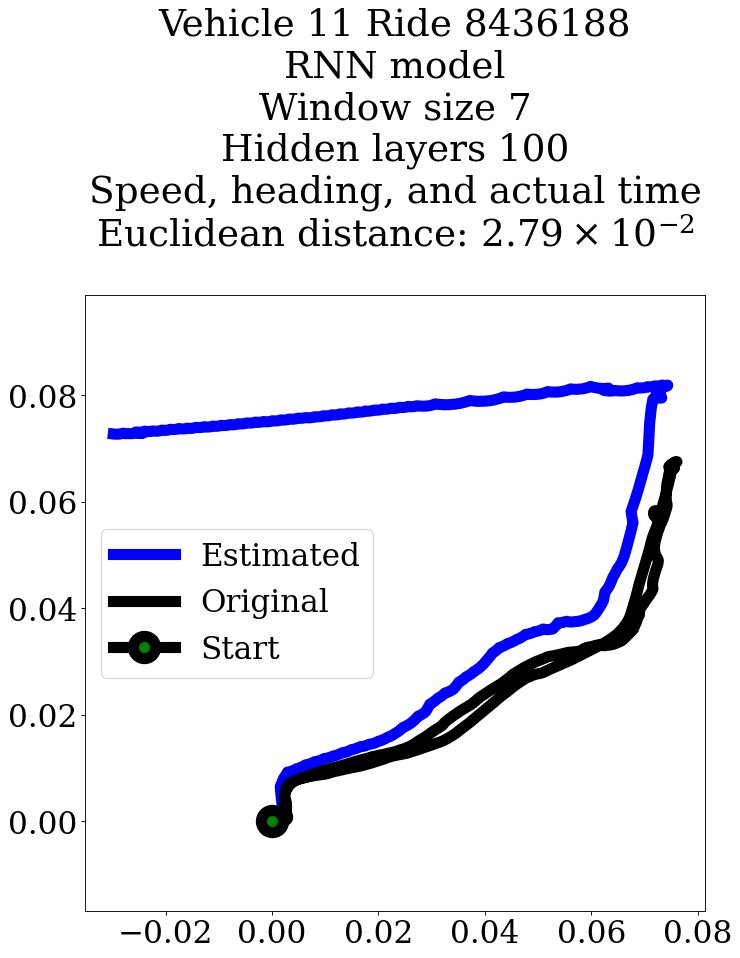 Vehicle 11 Ride 8436188
RNN model
Window size 7
Hidden layers 100
Speed, heading, and actual time
Euclidean distance: 2.79 × 10⁻²
0.08
0.06
0.04
0.02
0.00
Estimated
Original
Start
−0.02 0.00 0.02 0.04 0.06 0.08